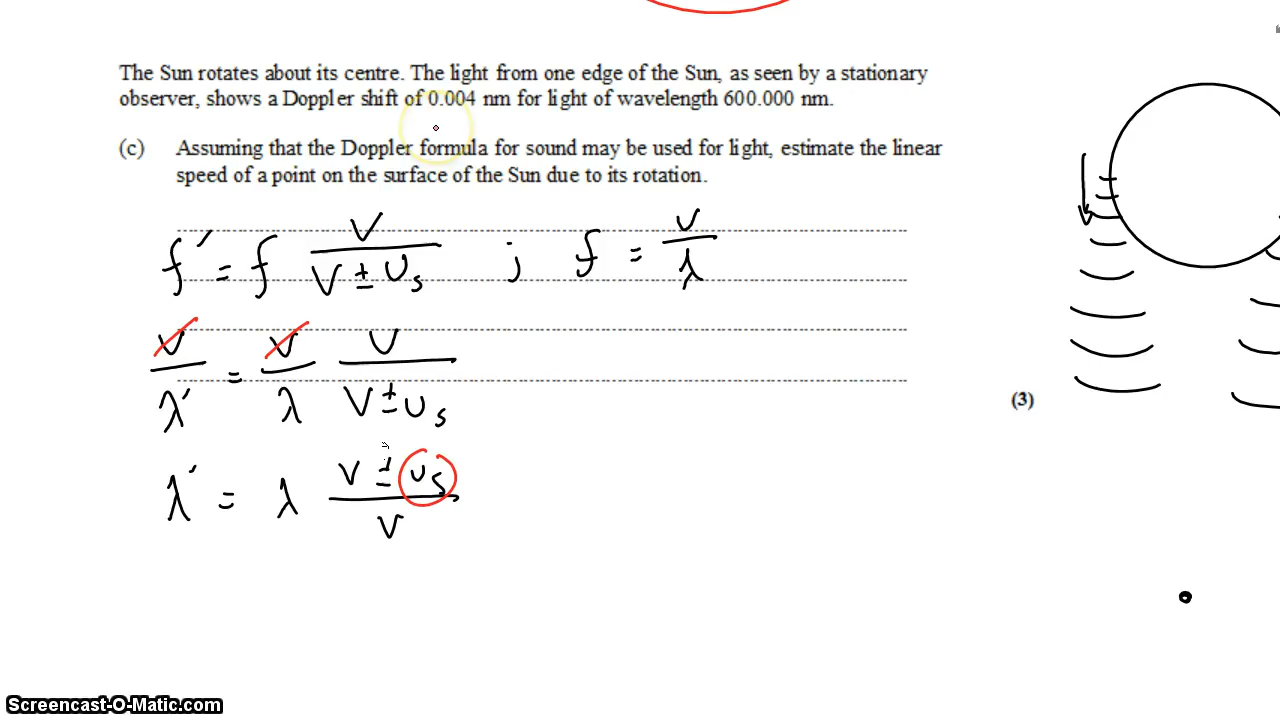 The Sun rotates about its centre. The light from one edge of the Sun, as seen by a stationary
observer, shows a Doppler shift of 0.004 nm for light of wavelength 600.000 nm.
(c) Assuming that the Doppler formula for sound may be used for light, estimate the linear
speed of a point on the surface of the Sun due to its rotation.
f' = f v/(v ± u_s) ; f = v/λ
v/λ' = v/λ v/(v ± u_s)
(3)
λ' = λ (v ± u_s)/v
Screencast-O-Matic.com